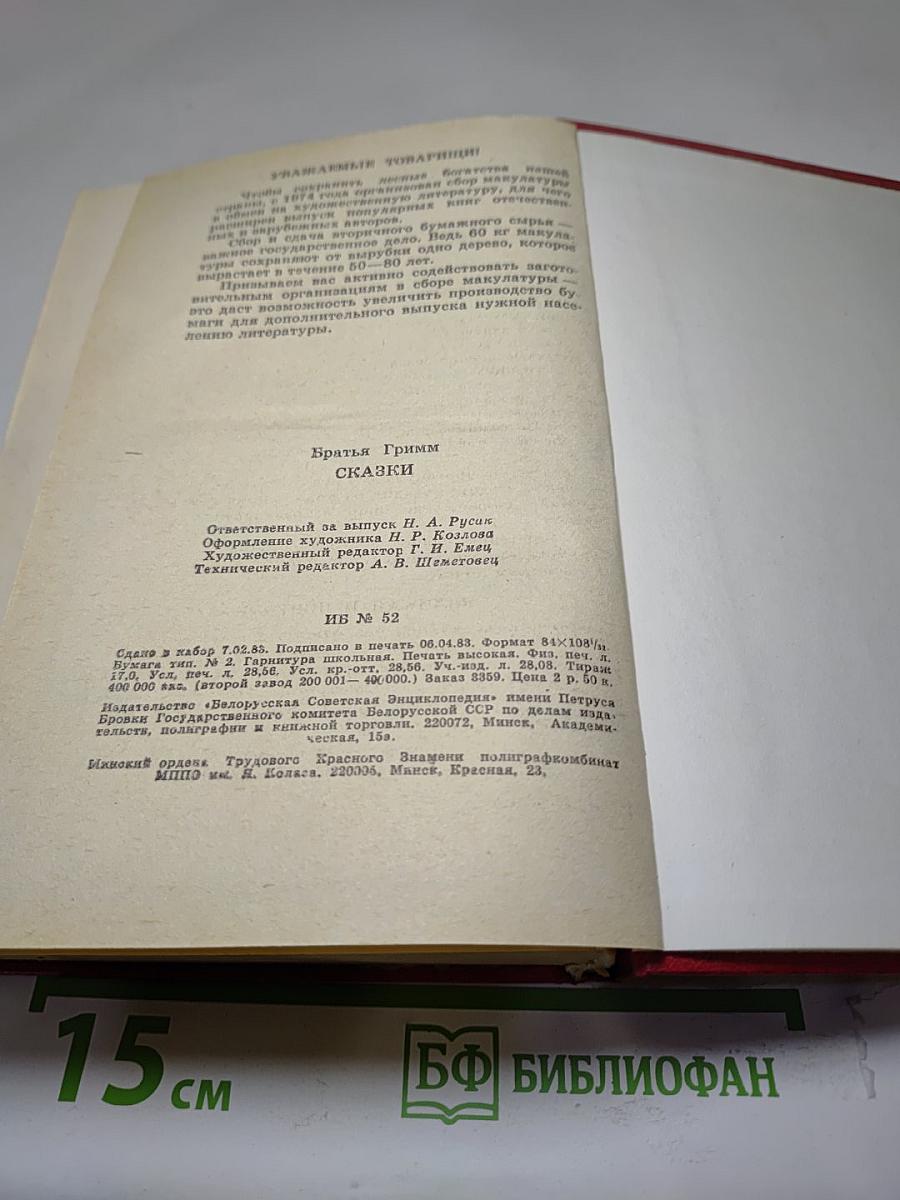 УВАЖАЕМЫЕ ТОВАРИЩИ!
Чтобы сохранить лесные богатства нашей
страны, с 1974 года организован сбор макулатуры
в обмен на художественную литературу, для чего
расширен выпуск популярных книг отечествен-
ных и зарубежных авторов.
Сбор и сдача вторичного бумажного сырья —
важное государственное дело. Ведь 60 кг макула-
туры сохраняют от вырубки одно дерево, которое
вырастает в течение 50—80 лет.
Призываем вас активно содействовать загото-
вительным организациям в сборе макулатуры —
это даст возможность увеличить производство бу-
маги для дополнительного выпуска нужной насе-
лению литературы.
Братья Гримм
СКАЗКИ
Ответственный за выпуск Н. А. Русик
Оформление художника Н. Р. Козлова
Художественный редактор Г. И. Емец
Технический редактор А. В. Шеметовец
ИБ № 52
Сдано в набор 7.02.83. Подписано в печать 06.04.83. Формат 84×108 1/32.
Бумага тип. № 2. Гарнитура школьная. Печать высокая. Физ. печ. л.
17,0. Усл. печ. л. 28,56. Усл. кр.-отт. 28,56. Уч.-изд. л. 28,08. Тираж
400 000 экз. (второй завод 200 001— 400 000.) Заказ 3359. Цена 2 р. 50 к.
Издательство «Белорусская Советская Энциклопедия» имени Петруся
Бровки Государственного комитета Белорусской ССР по делам изда-
тельств, полиграфии и книжной торговли. 220072, Минск, Академи-
ческая, 15а.
Минский ордена Трудового Красного Знамени полиграфкомбинат
МППО им. Я. Коласа. 220005, Минск, Красная, 23,
15 см
БФ БИБЛИОФАН